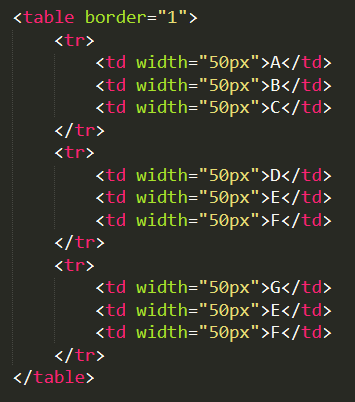 <table border="1">
    <tr>
        <td width="50px">A</td>
        <td width="50px">B</td>
        <td width="50px">C</td>
    </tr>
    <tr>
        <td width="50px">D</td>
        <td width="50px">E</td>
        <td width="50px">F</td>
    </tr>
    <tr>
        <td width="50px">G</td>
        <td width="50px">E</td>
        <td width="50px">F</td>
    </tr>
</table>